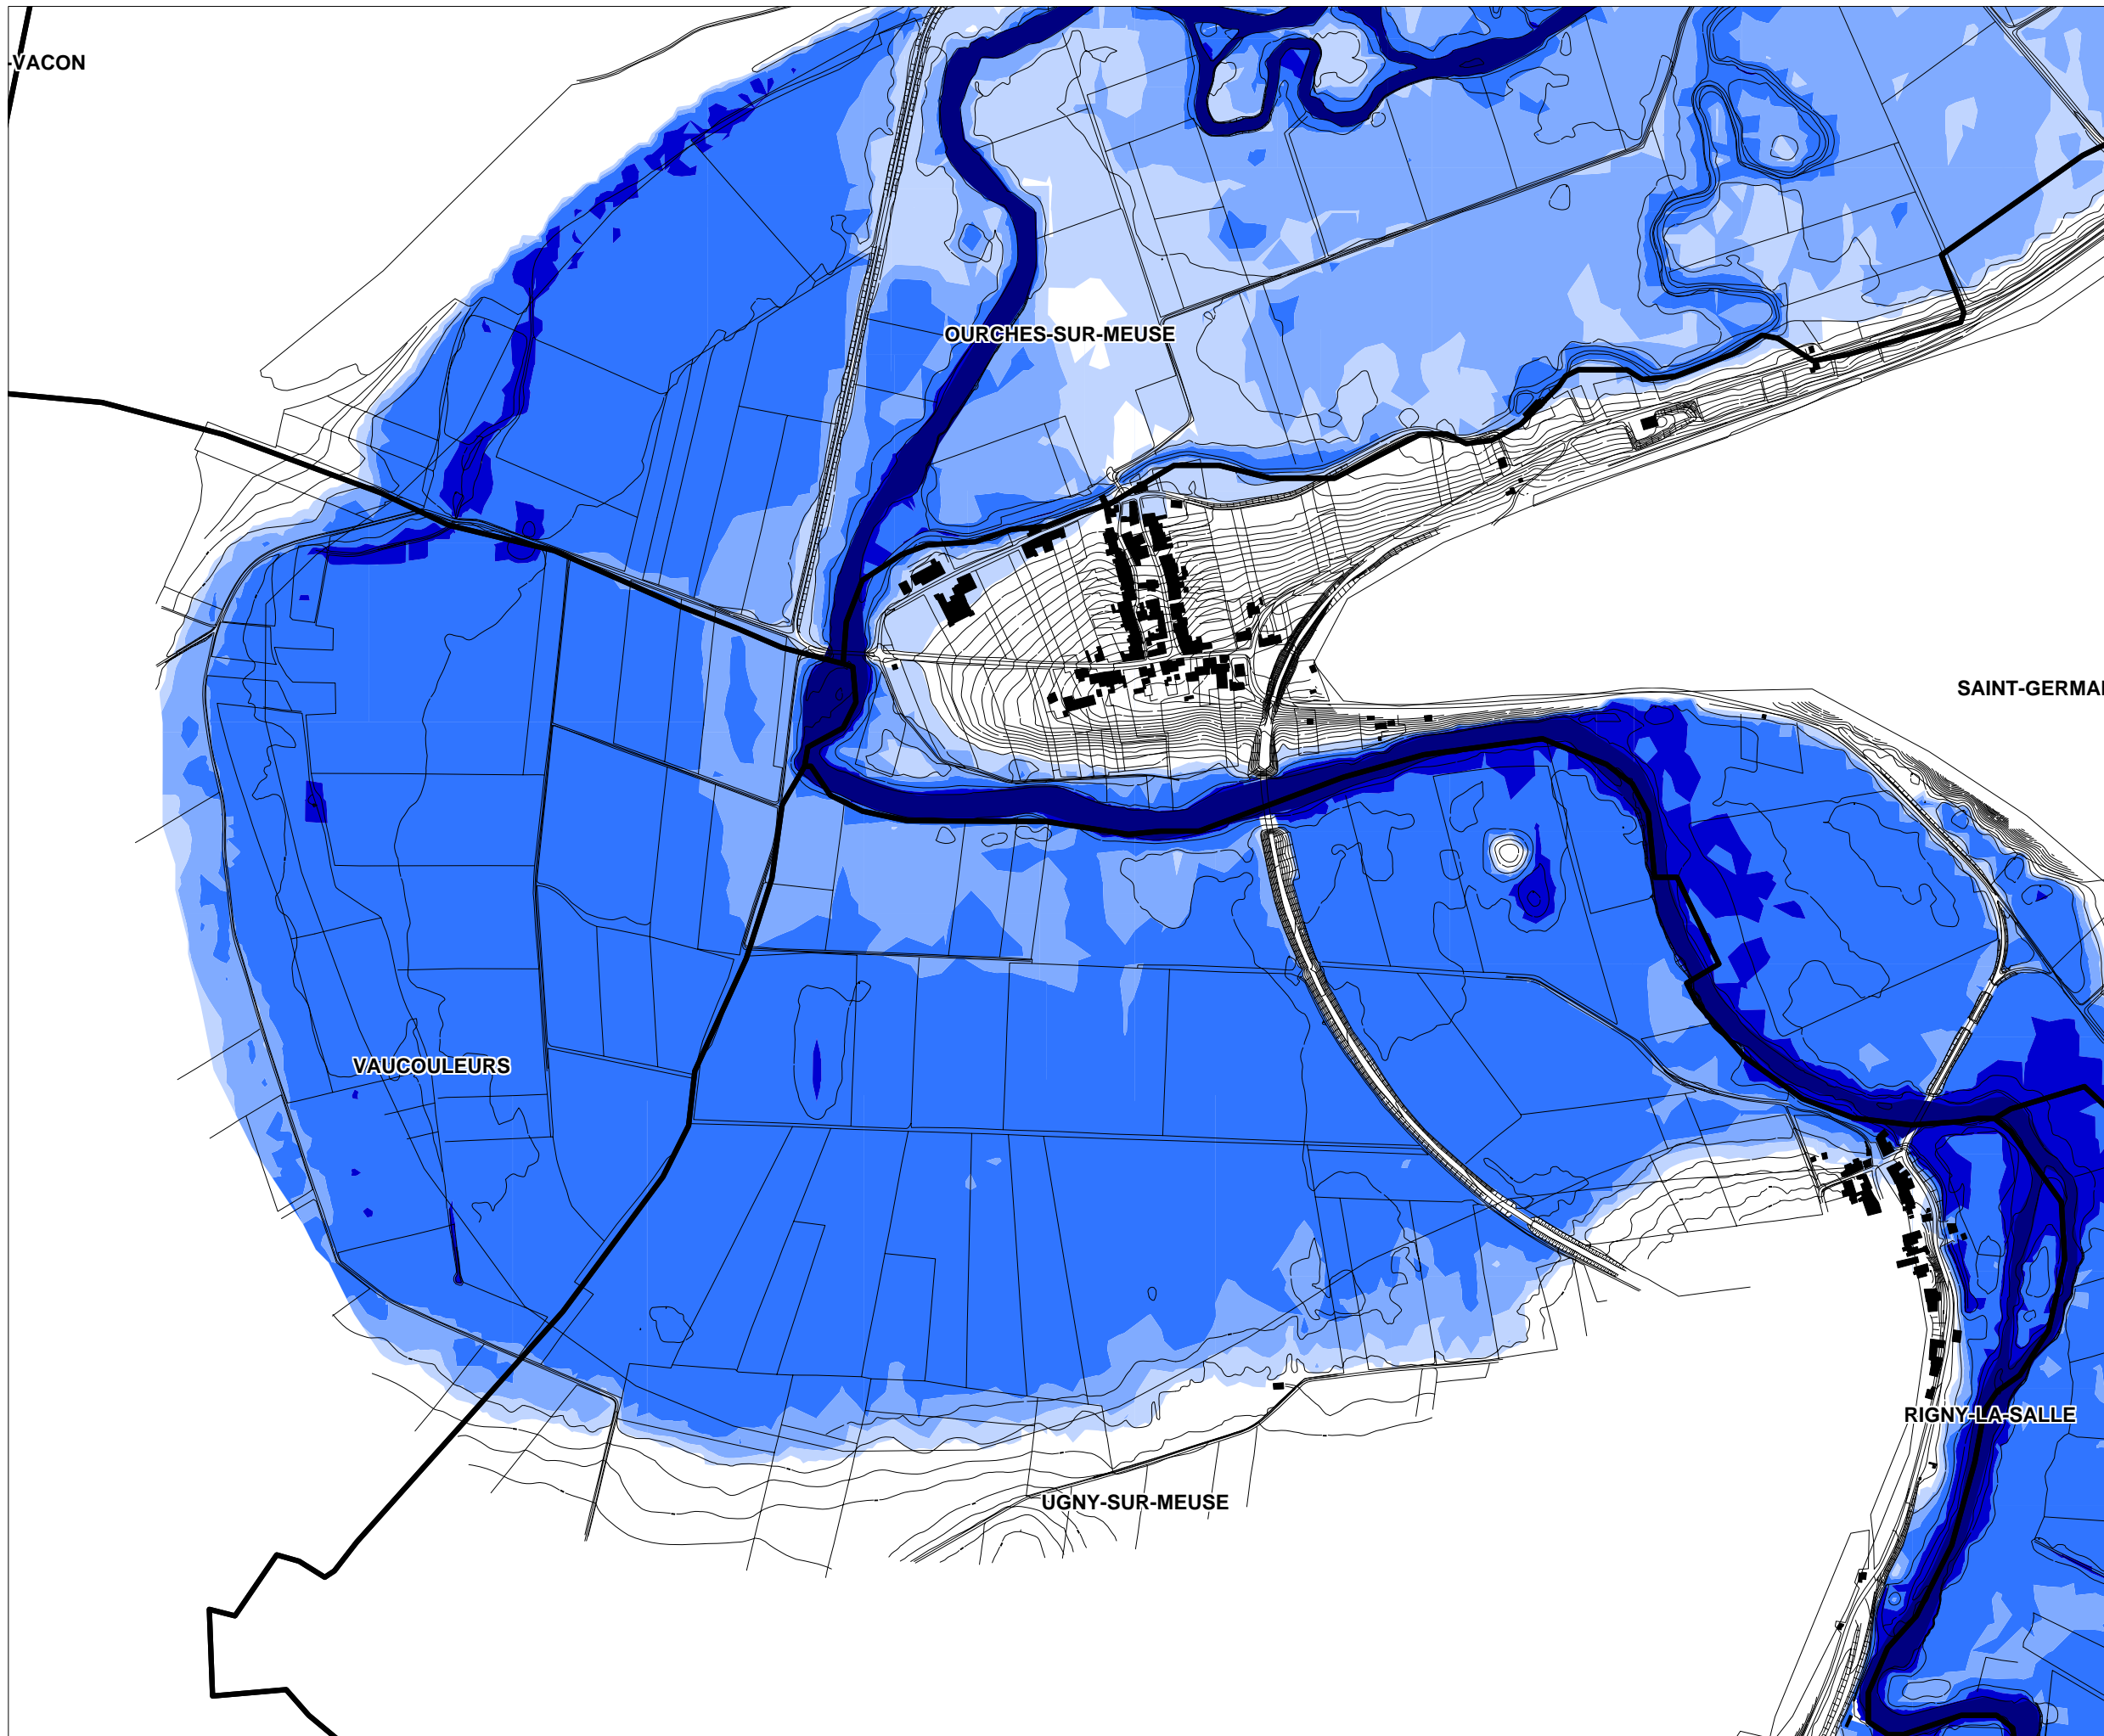 -VACON
OURCHES-SUR-MEUSE
SAINT-GERMAI
VAUCOULEURS
RIGNY-LA-SALLE
UGNY-SUR-MEUSE